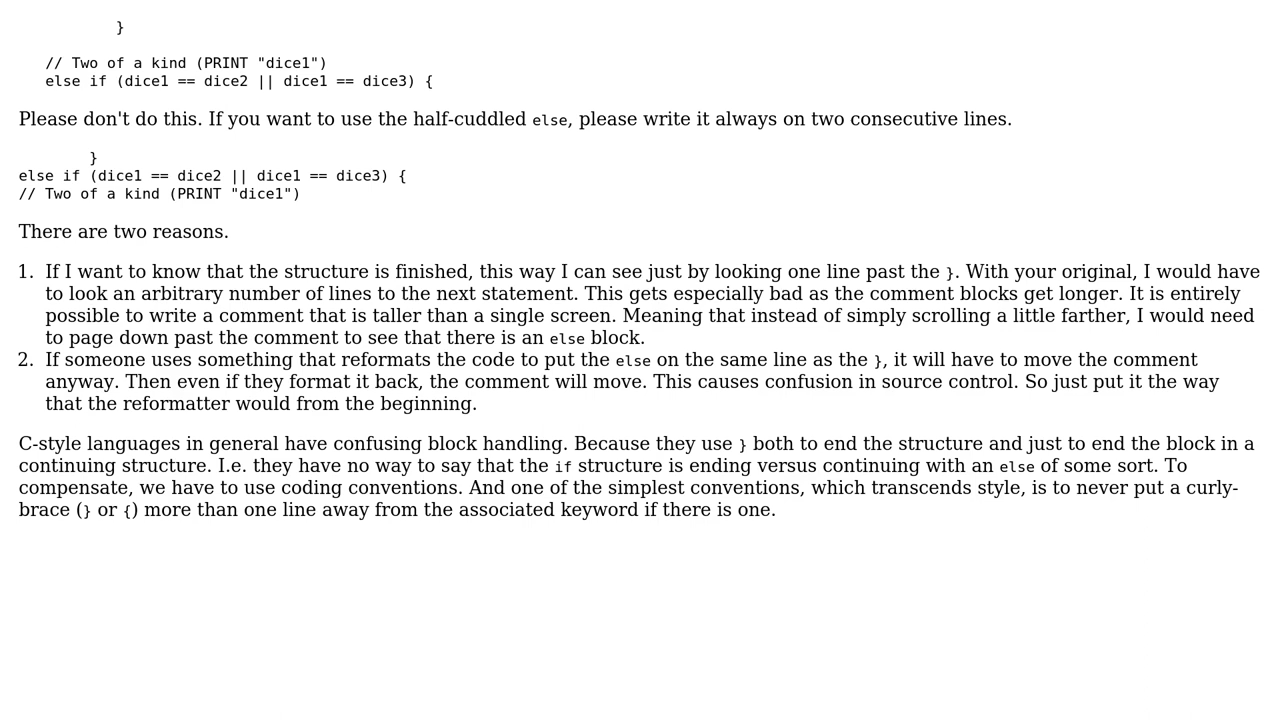 }
// Two of a kind (PRINT "dice1")
else if (dice1 == dice2 || dice1 == dice3) {
Please don't do this. If you want to use the half-cuddled else, please write it always on two consecutive lines.
}
else if (dice1 == dice2 || dice1 == dice3) {
// Two of a kind (PRINT "dice1")
There are two reasons.
1. If I want to know that the structure is finished, this way I can see just by looking one line past the }. With your original, I would have
to look an arbitrary number of lines to the next statement. This gets especially bad as the comment blocks get longer. It is entirely
possible to write a comment that is taller than a single screen. Meaning that instead of simply scrolling a little farther, I would need
to page down past the comment to see that there is an else block.
2. If someone uses something that reformats the code to put the else on the same line as the }, it will have to move the comment
anyway. Then even if they format it back, the comment will move. This causes confusion in source control. So just put it the way
that the reformatter would from the beginning.
C-style languages in general have confusing block handling. Because they use } both to end the structure and just to end the block in a
continuing structure. I.e. they have no way to say that the if structure is ending versus continuing with an else of some sort. To
compensate, we have to use coding conventions. And one of the simplest conventions, which transcends style, is to never put a curly-
brace (} or {) more than one line away from the associated keyword if there is one.